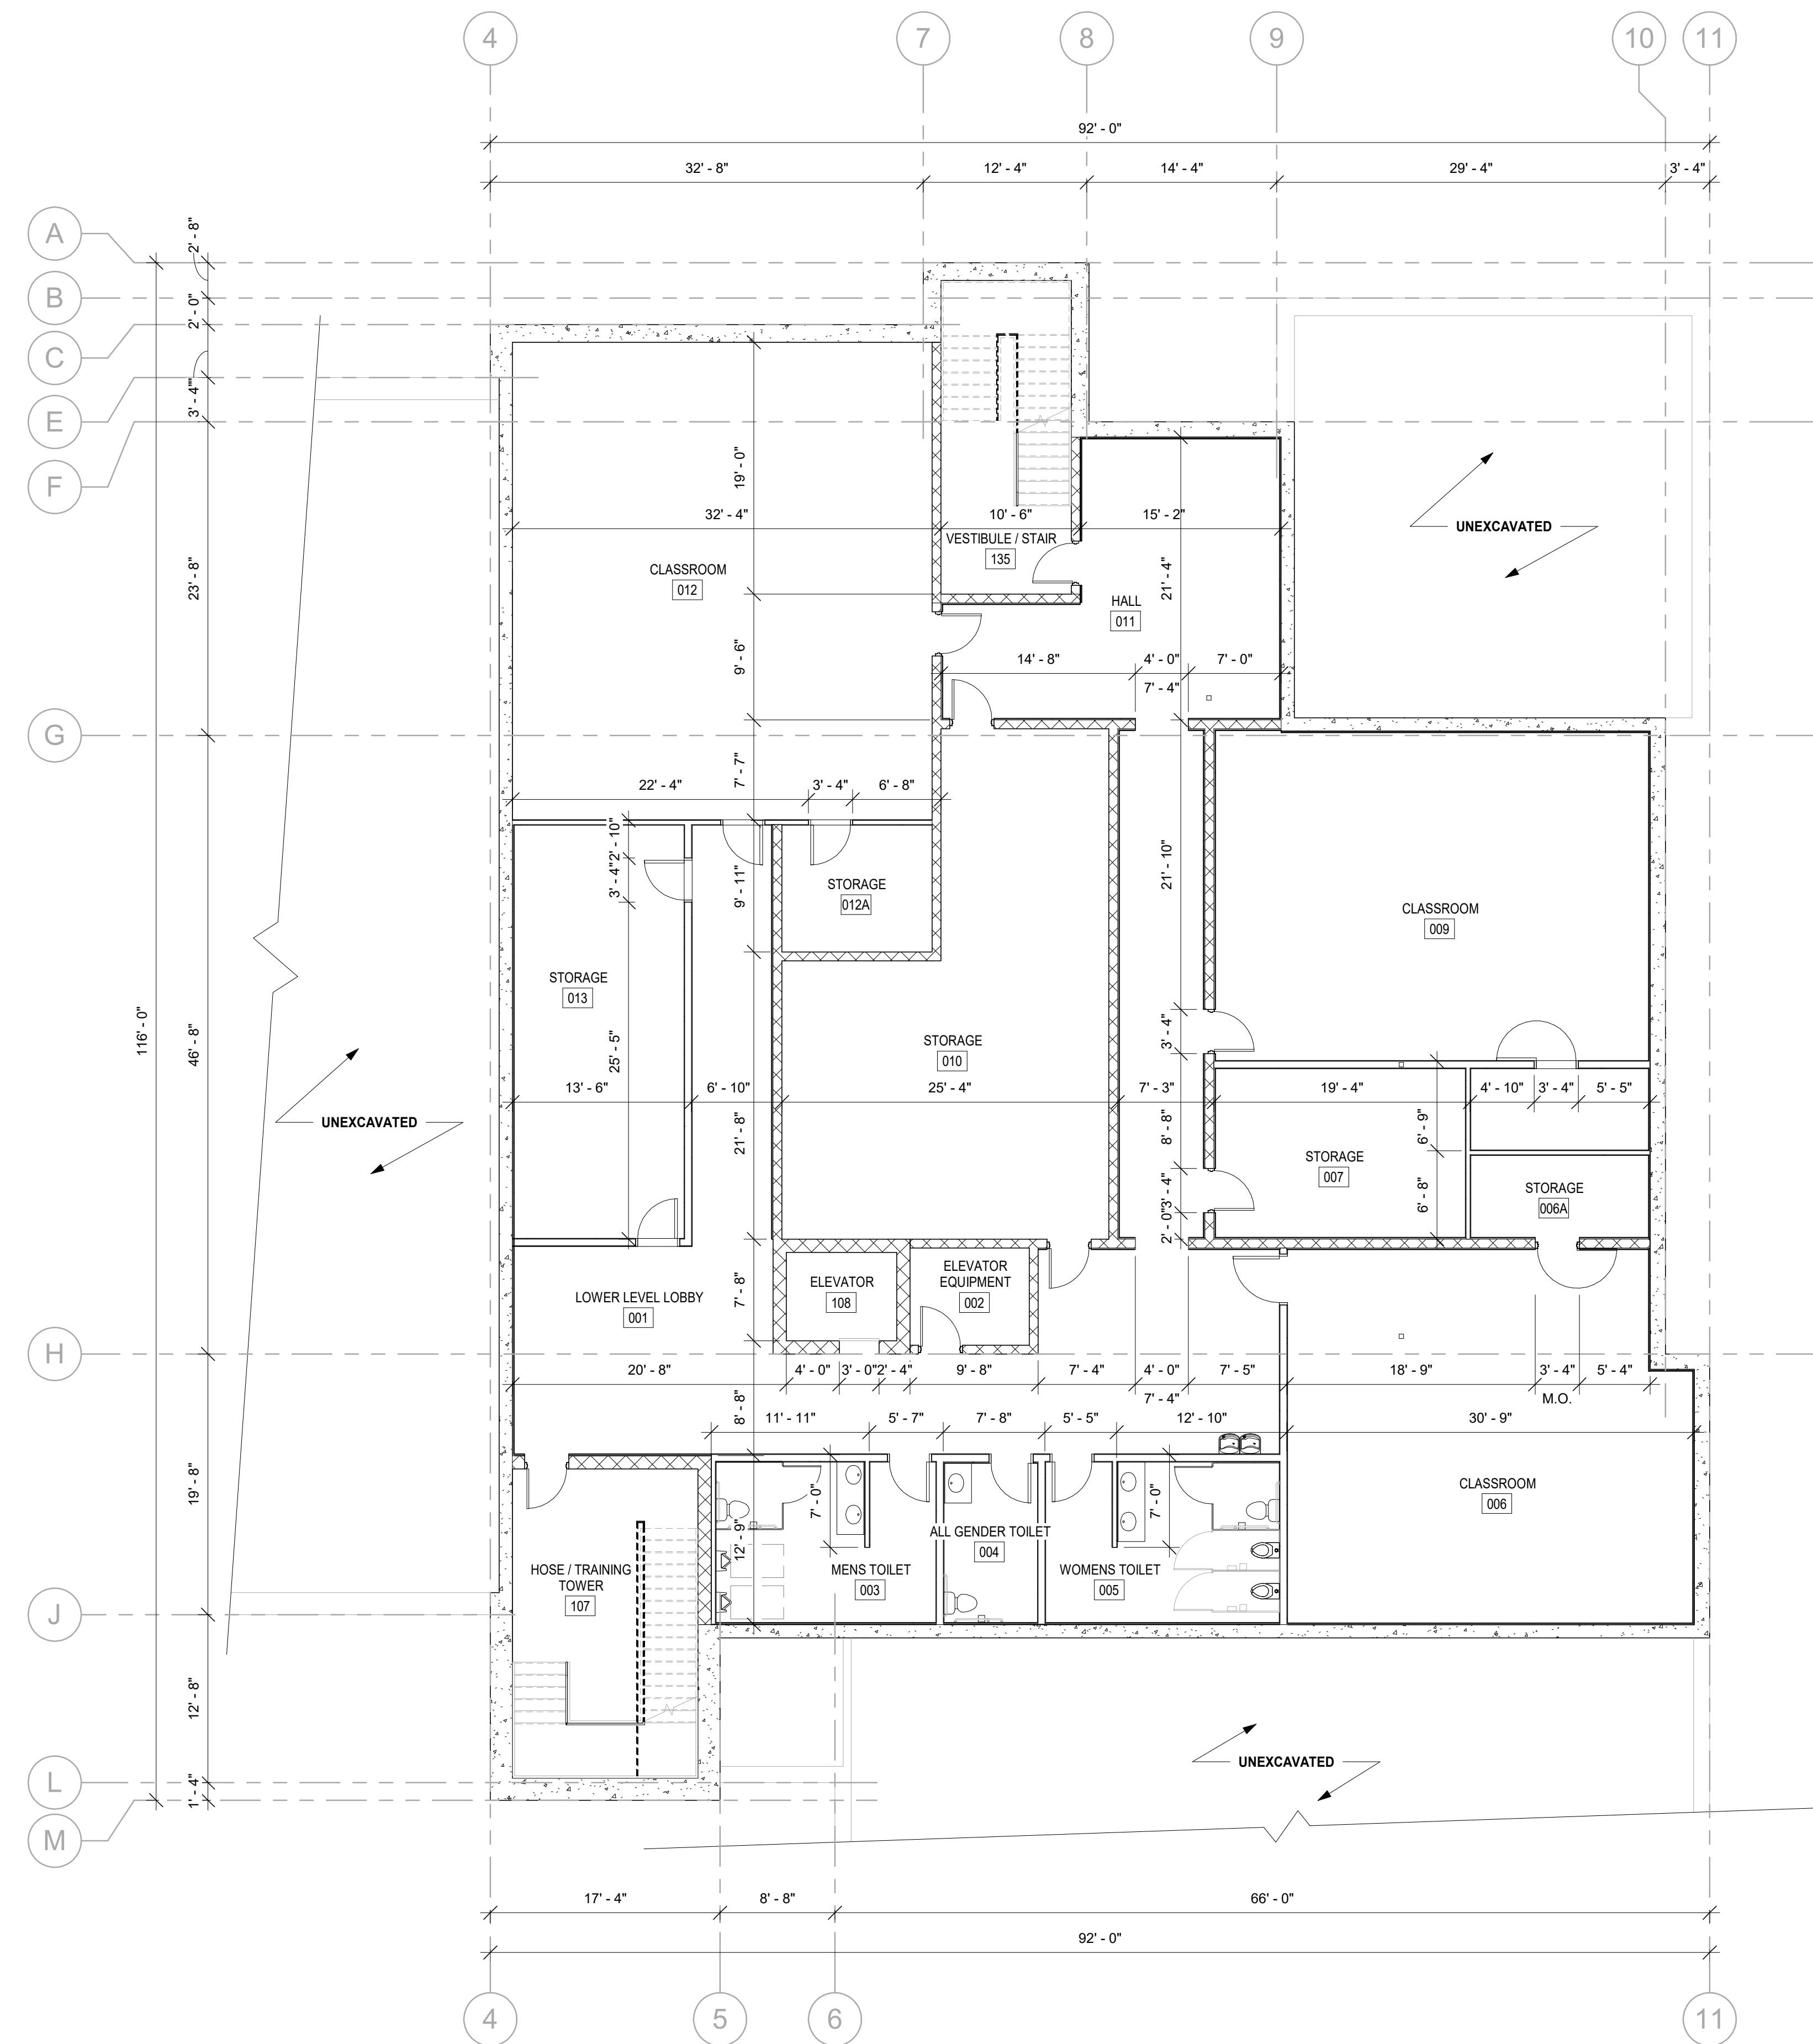 4
7
8
9
10
11
92' - 0"
32' - 8"
12' - 4"
14' - 4"
29' - 4"
3' - 4"
A
B
C
E
F
G
H
J
L
M
2' - 8"
2' - 0"
3' - 4"
23' - 8"
46' - 8"
19' - 8"
12' - 8"
1' - 4"
116' - 0"
19' - 0"
32' - 4"
10' - 6"
15' - 2"
VESTIBULE / STAIR
135
UNEXCAVATED
CLASSROOM
012
21' - 4"
HALL
011
9' - 6"
14' - 8"
4' - 0"
7' - 0"
7' - 4"
7' - 7"
22' - 4"
3' - 4"
6' - 8"
2' - 10"
3' - 4"
9' - 11"
STORAGE
012A
21' - 10"
CLASSROOM
009
STORAGE
013
STORAGE
010
3' - 4"
25' - 5"
13' - 6"
6' - 10"
25' - 4"
7' - 3"
19' - 4"
4' - 10"
3' - 4"
5' - 5"
UNEXCAVATED
21' - 8"
8' - 8"
6' - 9"
STORAGE
007
6' - 8"
STORAGE
006A
3' - 4"
2' - 0"
ELEVATOR
108
ELEVATOR
EQUIPMENT
002
LOWER LEVEL LOBBY
001
7' - 8"
20' - 8"
4' - 0"
3' - 0"
2' - 4"
9' - 8"
7' - 4"
4' - 0"
7' - 5"
18' - 9"
3' - 4"
5' - 4"
7' - 4"
M.O.
8' - 8"
11' - 11"
5' - 7"
7' - 8"
5' - 5"
12' - 10"
30' - 9"
CLASSROOM
006
7' - 0"
7' - 0"
12' - 9"
ALL GENDER TOILET
004
HOSE / TRAINING
TOWER
107
MENS TOILET
003
WOMENS TOILET
005
UNEXCAVATED
17' - 4"
8' - 8"
66' - 0"
92' - 0"
4
5
6
11